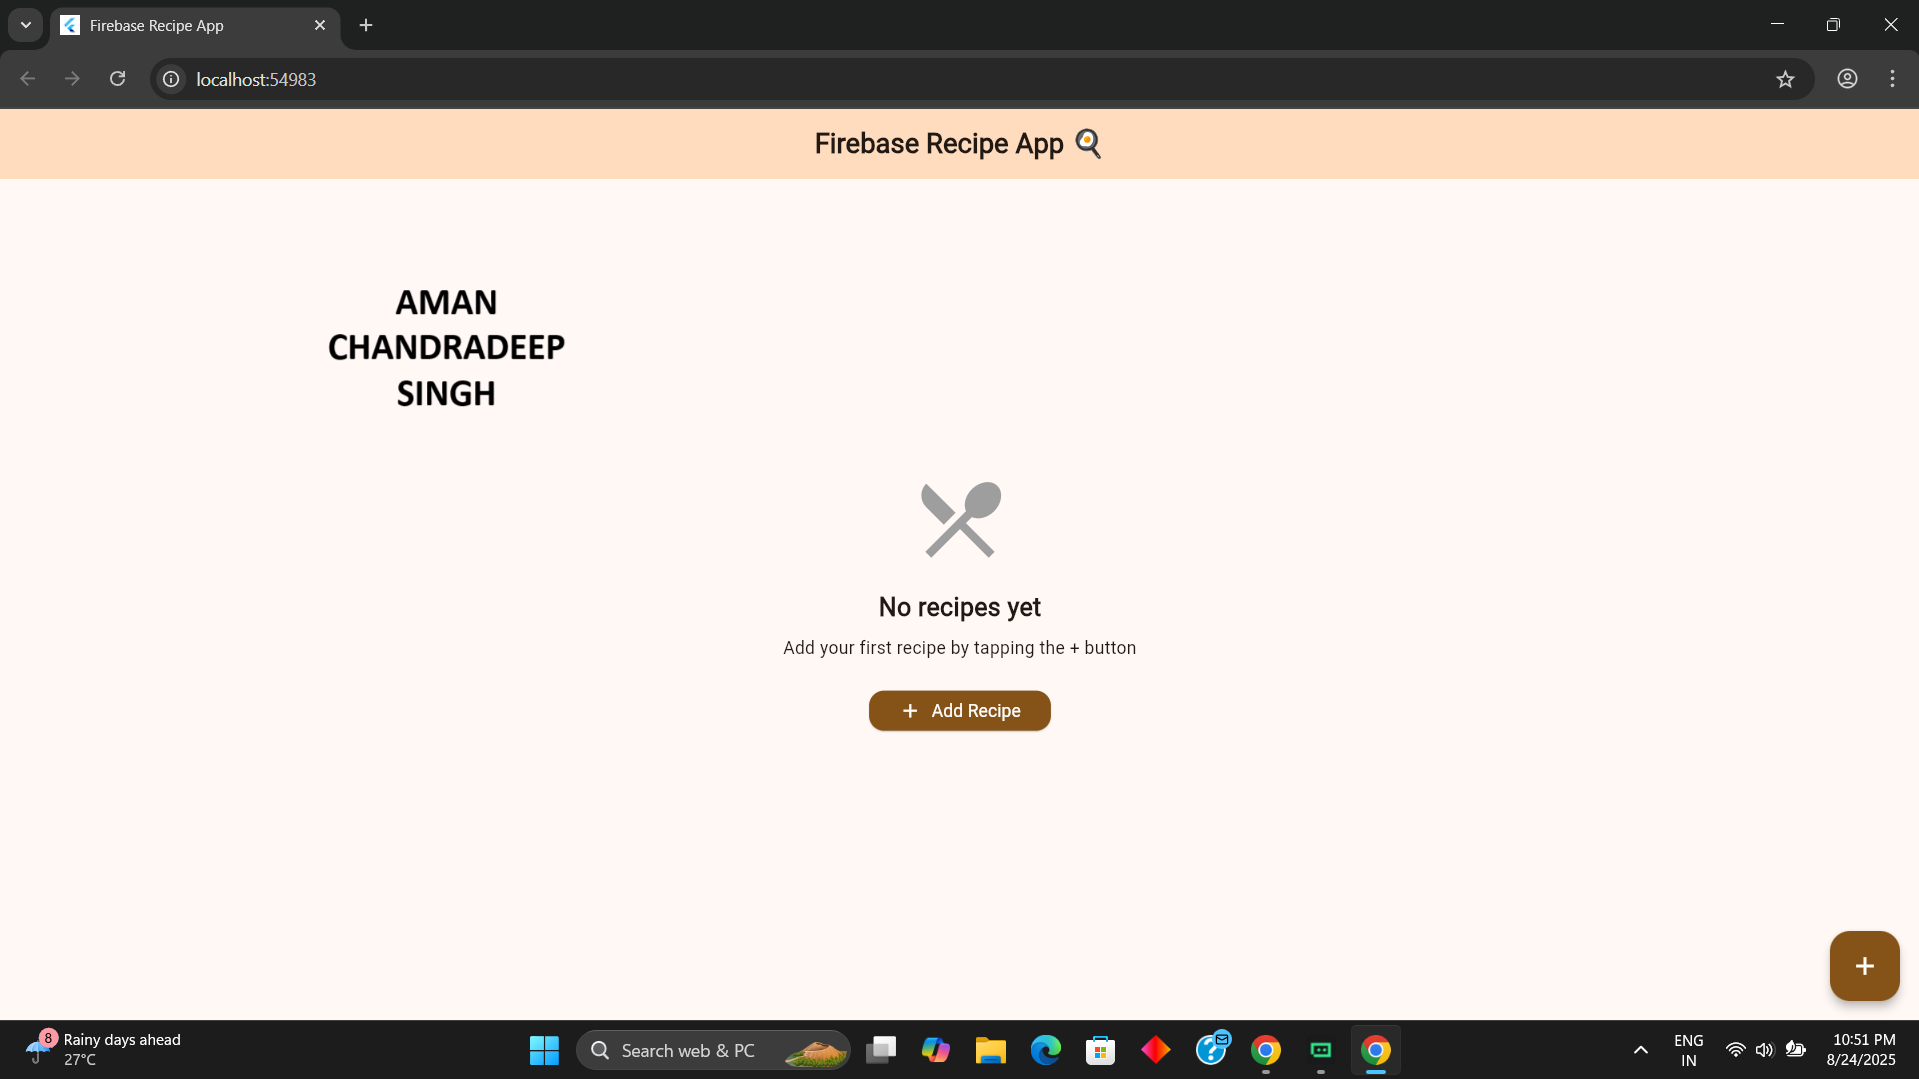 Firebase Recipe App
localhost:54983
Firebase Recipe App
AMAN
CHANDRADEEP
SINGH
No recipes yet
Add your first recipe by tapping the + button
+ Add Recipe
+
8
Rainy days ahead
27°C
Search web & PC
ENG
IN
10:51 PM
8/24/2025